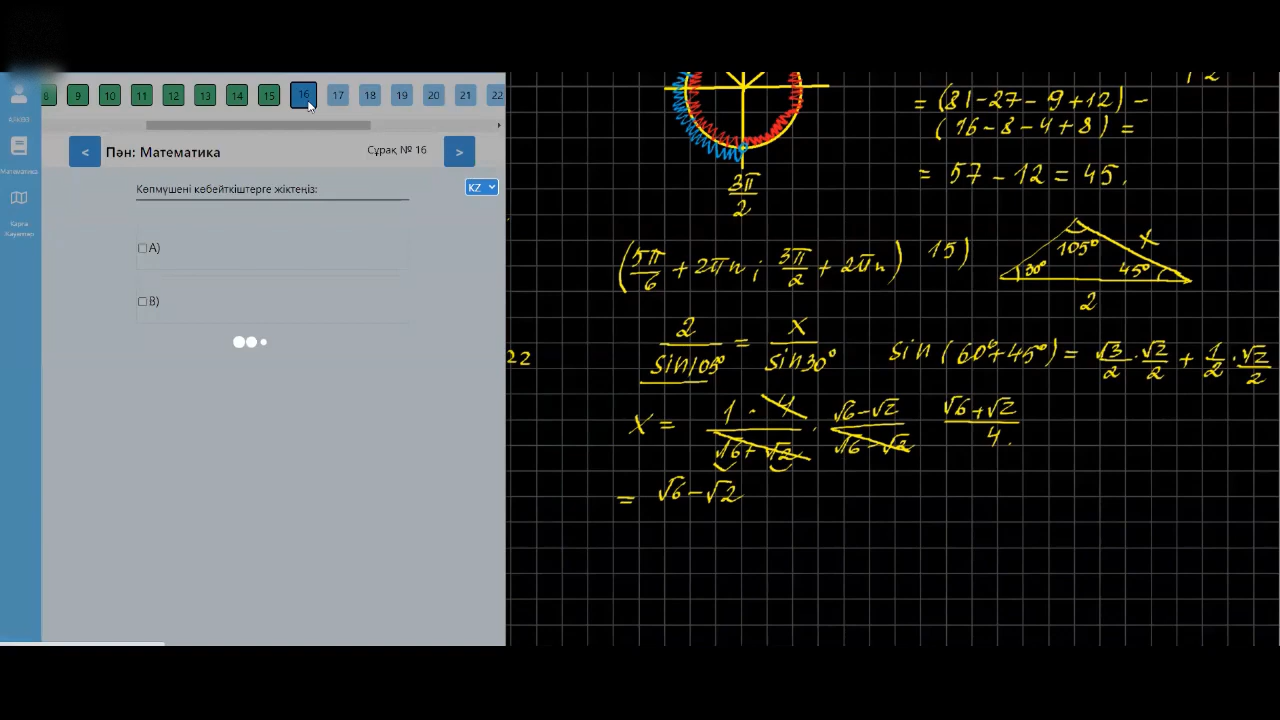 8 9 10 11 12 13 14 15 16 17 18 19 20 21 22
< Пән: Математика Сұрақ № 16 >
Математика
Көпмүшені көбейткіштерге жіктеңіз:
KZ
A)
B)
3π/2
= (81-27-9+12) -
(16-8-4+8) =
= 57-12 = 45.
(5π/6 + 2πn ; 3π/2 + 2πn)
15)
105°
x
30°
45°
2
22
2/sin105° = x/sin30°
sin(60°+45°) = √3/2 · √2/2 + 1/2 · √2/2
x = 1·4/√6+√2 · √6-√2/√6-√2
√6+√2/4.
= √6-√2